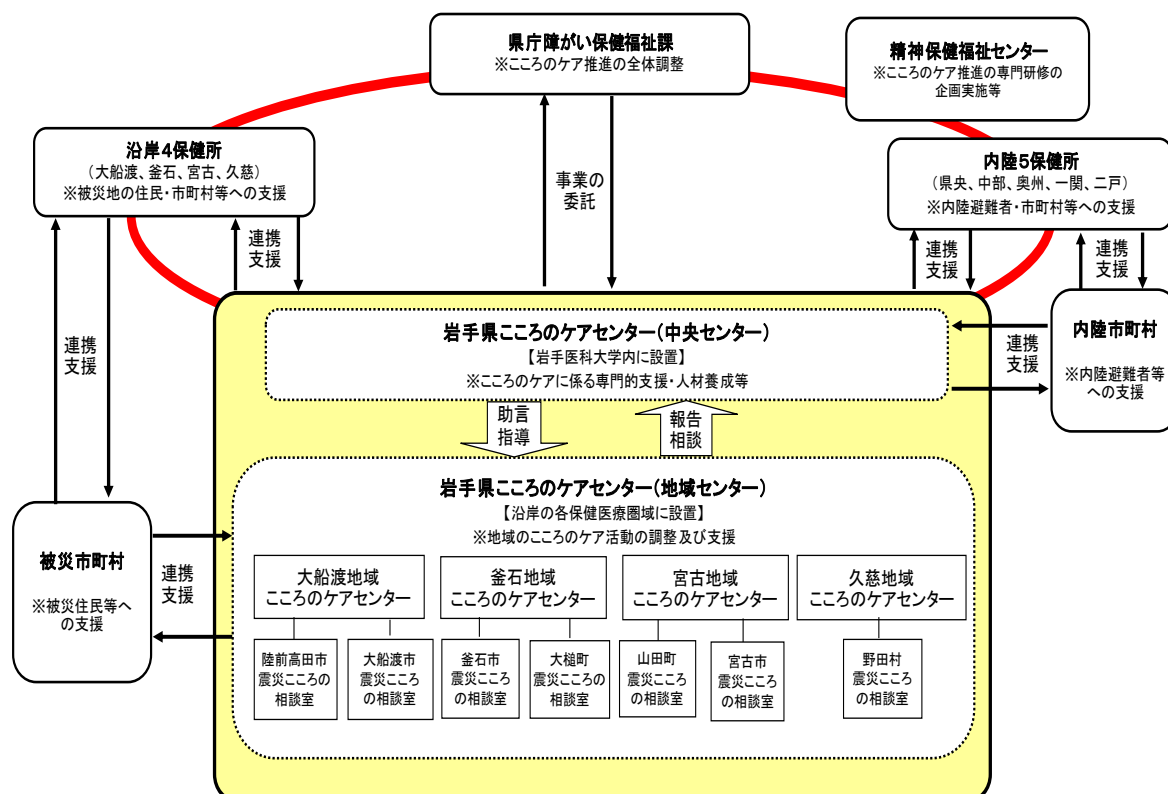 県庁障がい保健福祉課
※こころのケア推進の全体調整
精神保健福祉センター
※こころのケア推進の専門研修の
企画実施等
沿岸4保健所
（大船渡、釜石、宮古、久慈）
※被災地の住民・市町村等への支援
内陸5保健所
（県央、中部、奥州、一関、二戸）
※内陸避難者・市町村等への支援
事業の
委託
連携
支援
連携
支援
連携
支援
連携
支援
岩手県こころのケアセンター（中央センター）
【岩手医科大学内に設置】
※こころのケアに係る専門的支援・人材養成等
連携
支援
内陸市町村
※内陸避難者等
への支援
助言
指導
報告
相談
岩手県こころのケアセンター（地域センター）
【沿岸の各保健医療圏域に設置】
※地域のこころのケア活動の調整及び支援
被災市町村
※被災住民等へ
の支援
連携
支援
大船渡地域
こころのケアセンター
釜石地域
こころのケアセンター
宮古地域
こころのケアセンター
久慈地域
こころのケアセンター
陸前高田市
震災こころの
相談室
大船渡市
震災こころ
の相談室
釜石市
震災こころ
の相談室
大槌町
震災こころの
相談室
山田町
震災こころ
の相談室
宮古市
震災こころ
の相談室
野田村
震災こころ
の相談室